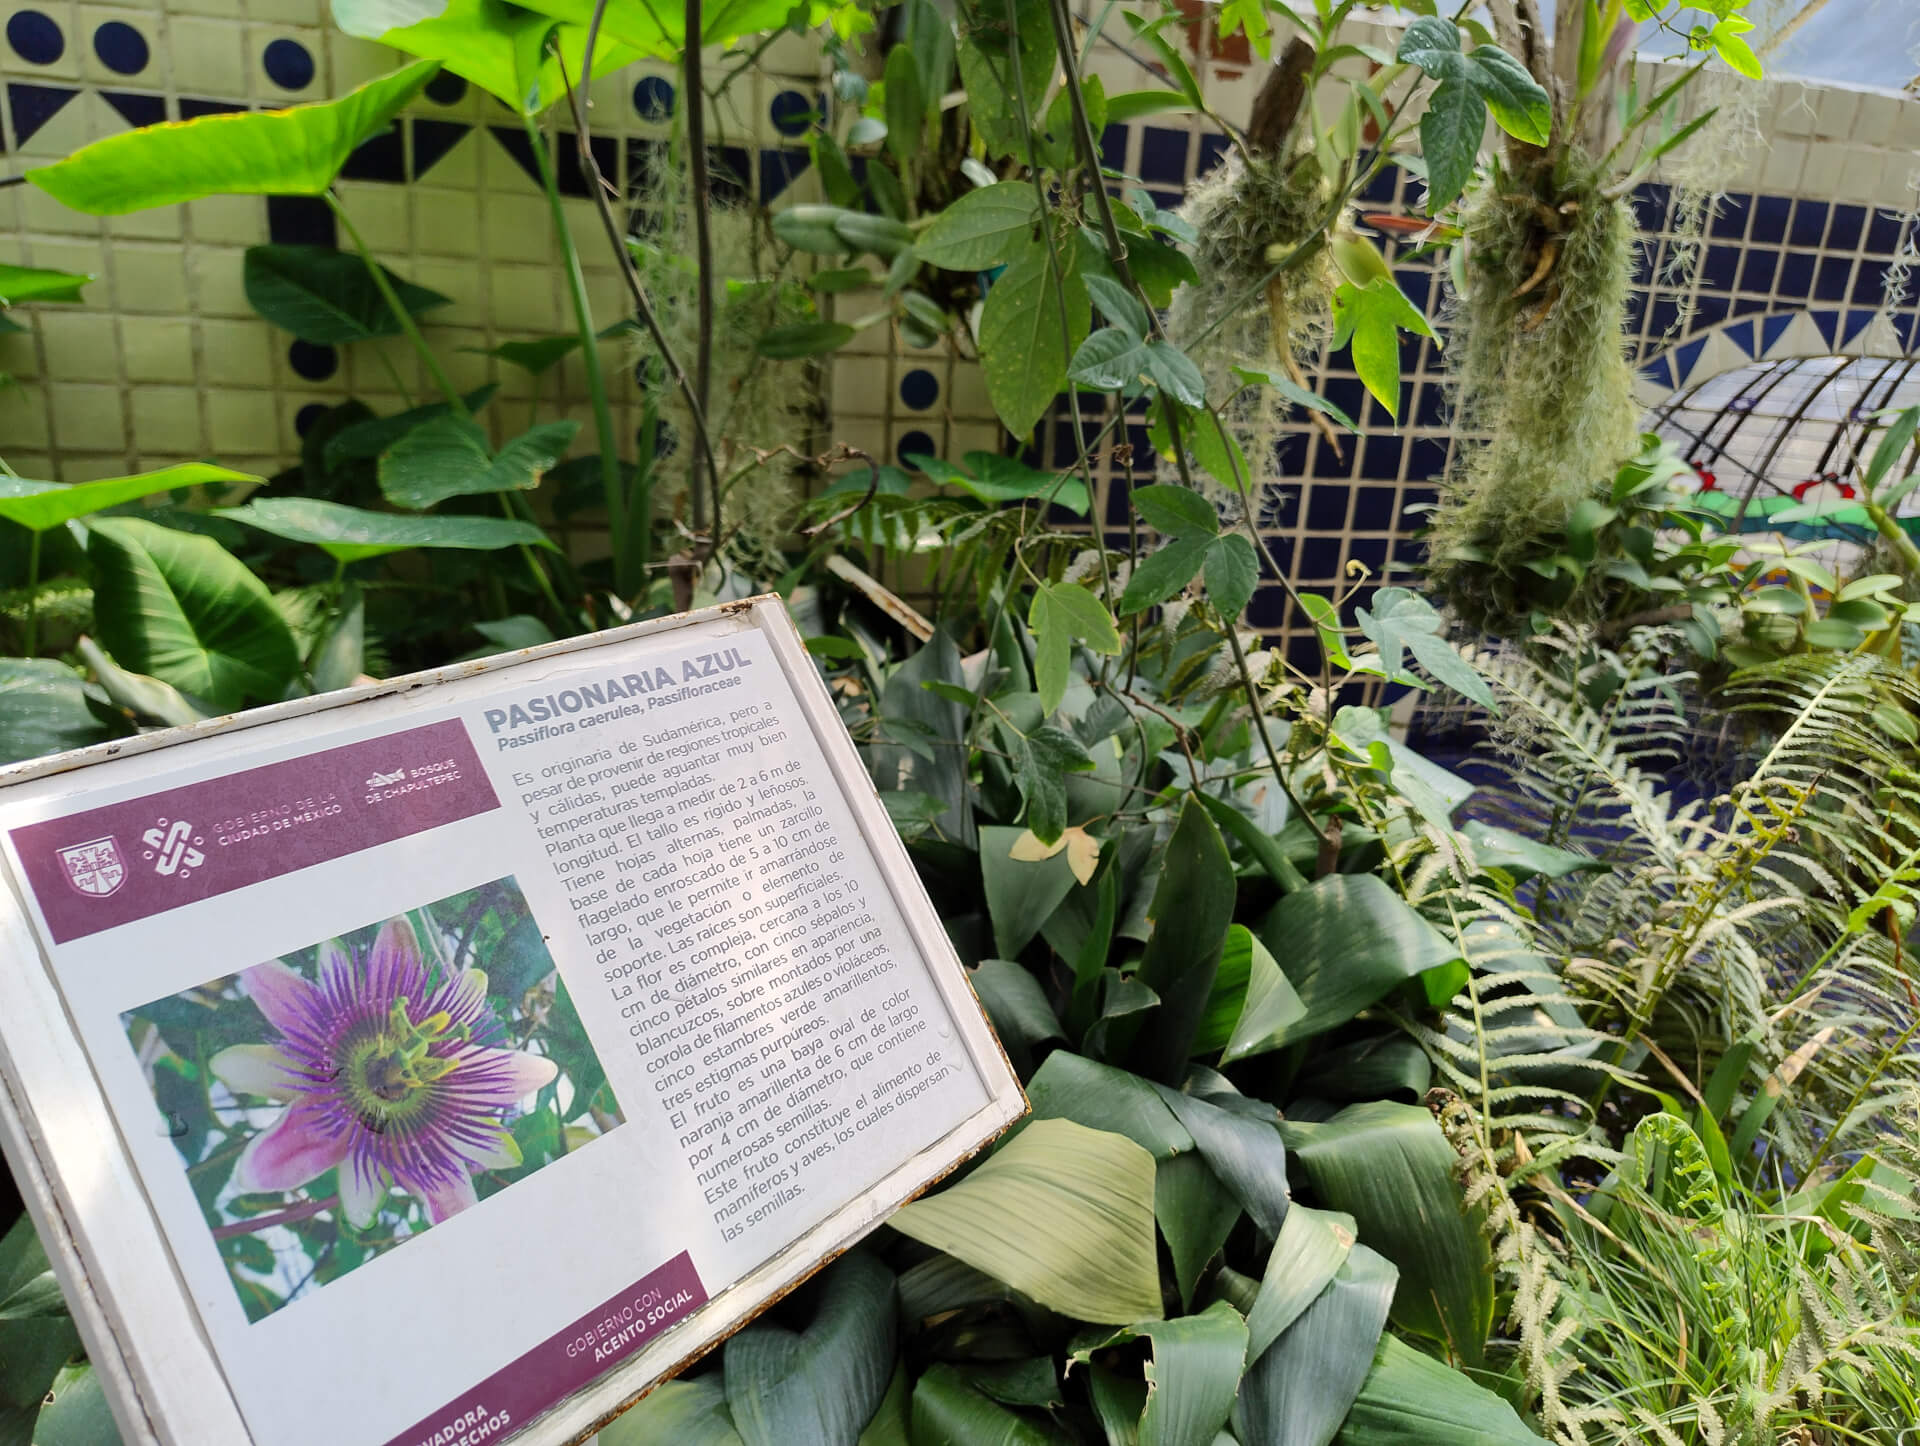 GOBIERNO DE LA
CIUDAD DE MÉXICO
BOSQUE
DE CHAPULTEPEC
PASIONARIA AZUL
Passiflora caerulea, Passifloraceae
Es originaria de Sudamérica, pero a
pesar de provenir de regiones tropicales
y cálidas, puede aguantar muy bien
temperaturas templadas.
Planta que llega a medir de 2 a 6 m de
longitud. El tallo es rígido y leñosos.
Tiene hojas alternas, palmadas, la
base de cada hoja tiene un zarcillo
flagelado enroscado de 5 a 10 cm de
largo, que le permite ir amarrándose
de la vegetación o elemento de
soporte. Las raíces son superficiales.
La flor es compleja, cercana a los 10
cm de diámetro, con cinco sépalos y
cinco pétalos similares en apariencia,
blancuzcos, sobre montados por una
corola de filamentos azules o violáceos,
cinco estambres verde amarillentos,
tres estigmas purpúreos.
El fruto es una baya oval de color
naranja amarillenta de 6 cm de largo
por 4 cm de diámetro, que contiene
numerosas semillas.
Este fruto constituye el alimento de
mamíferos y aves, los cuales dispersan
las semillas.
GOBIERNO CON
ACENTO SOCIAL
VADORA
ECHOS